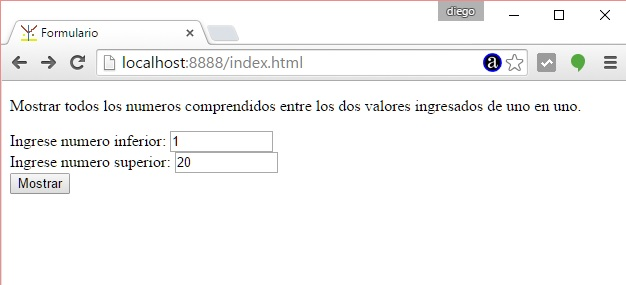 diego
Formulario
localhost:8888/index.html
a
Mostrar todos los numeros comprendidos entre los dos valores ingresados de uno en uno.
Ingrese numero inferior: 1
Ingrese numero superior: 20
Mostrar